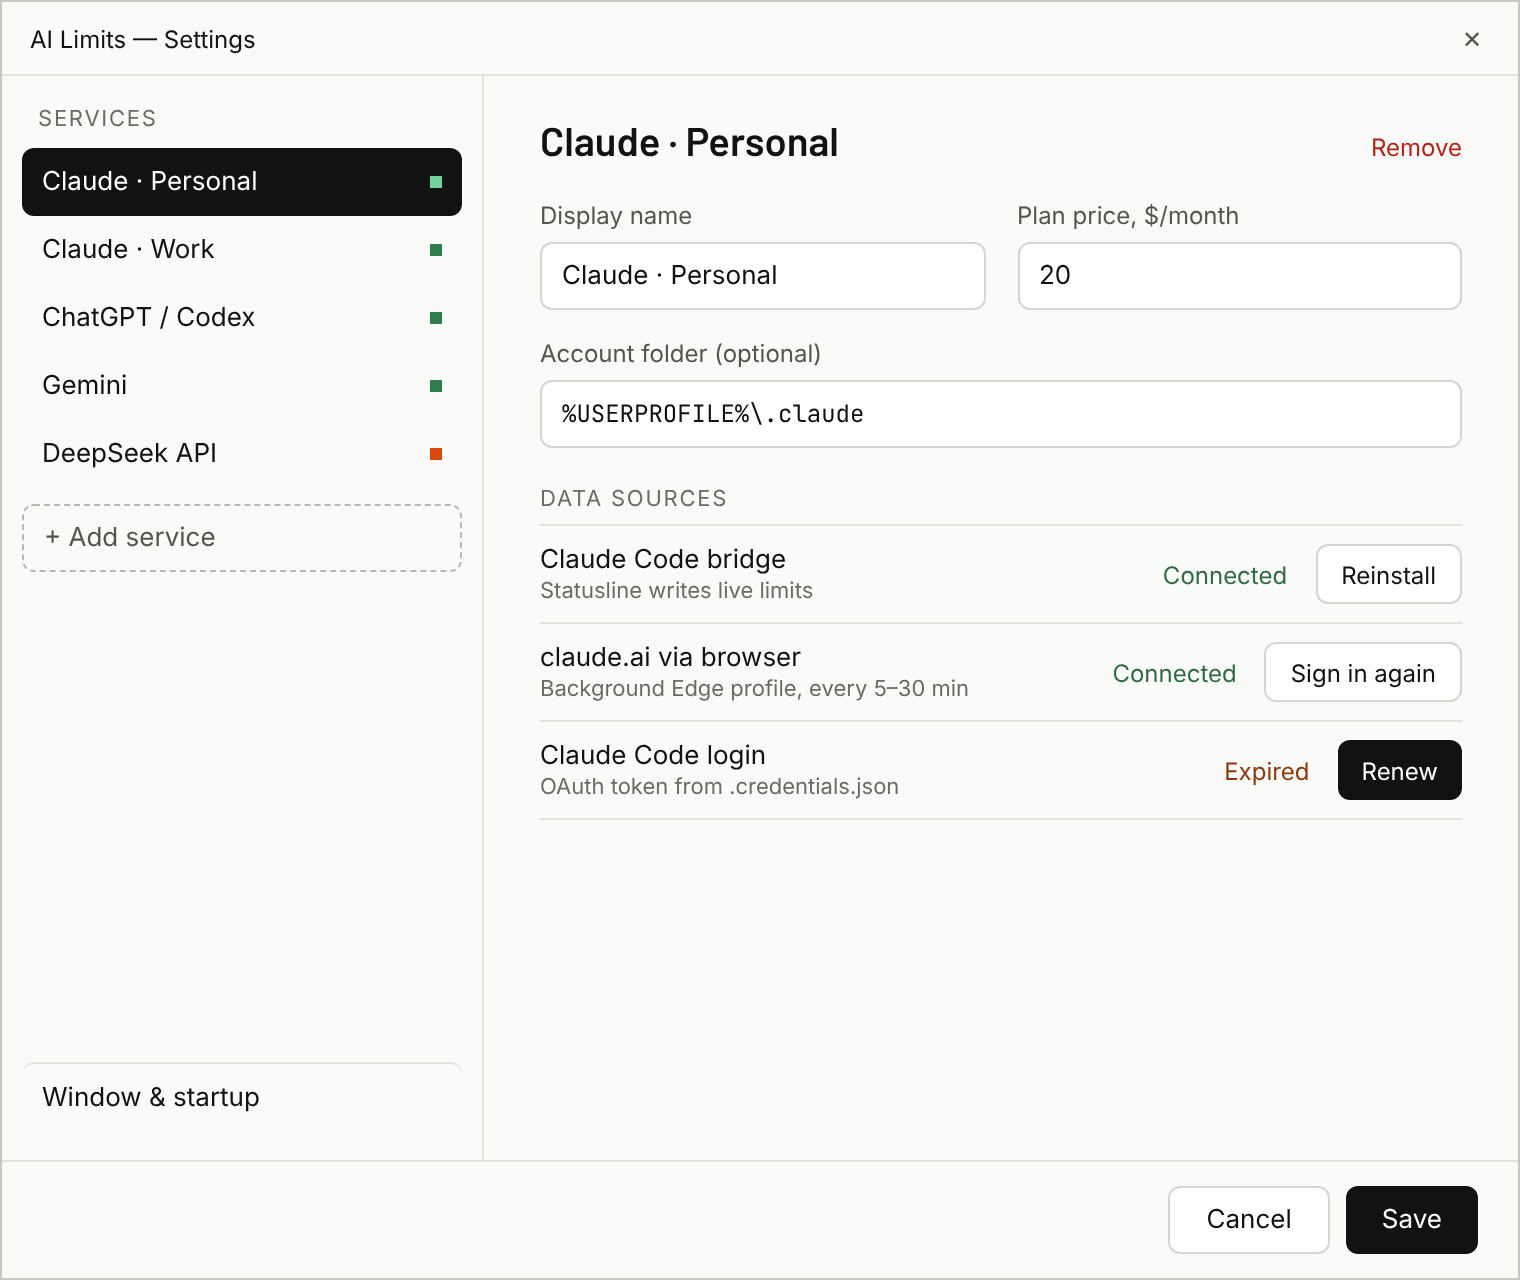 AI Limits — Settings
×
SERVICES
Claude · Personal
Claude · Work
ChatGPT / Codex
Gemini
DeepSeek API
+ Add service
Window & startup
Claude · Personal
Remove
Display name
Plan price, $/month
Claude · Personal
20
Account folder (optional)
%USERPROFILE%\.claude
DATA SOURCES
Claude Code bridge
Statusline writes live limits
Connected
Reinstall
claude.ai via browser
Background Edge profile, every 5–30 min
Connected
Sign in again
Claude Code login
OAuth token from .credentials.json
Expired
Renew
Cancel
Save